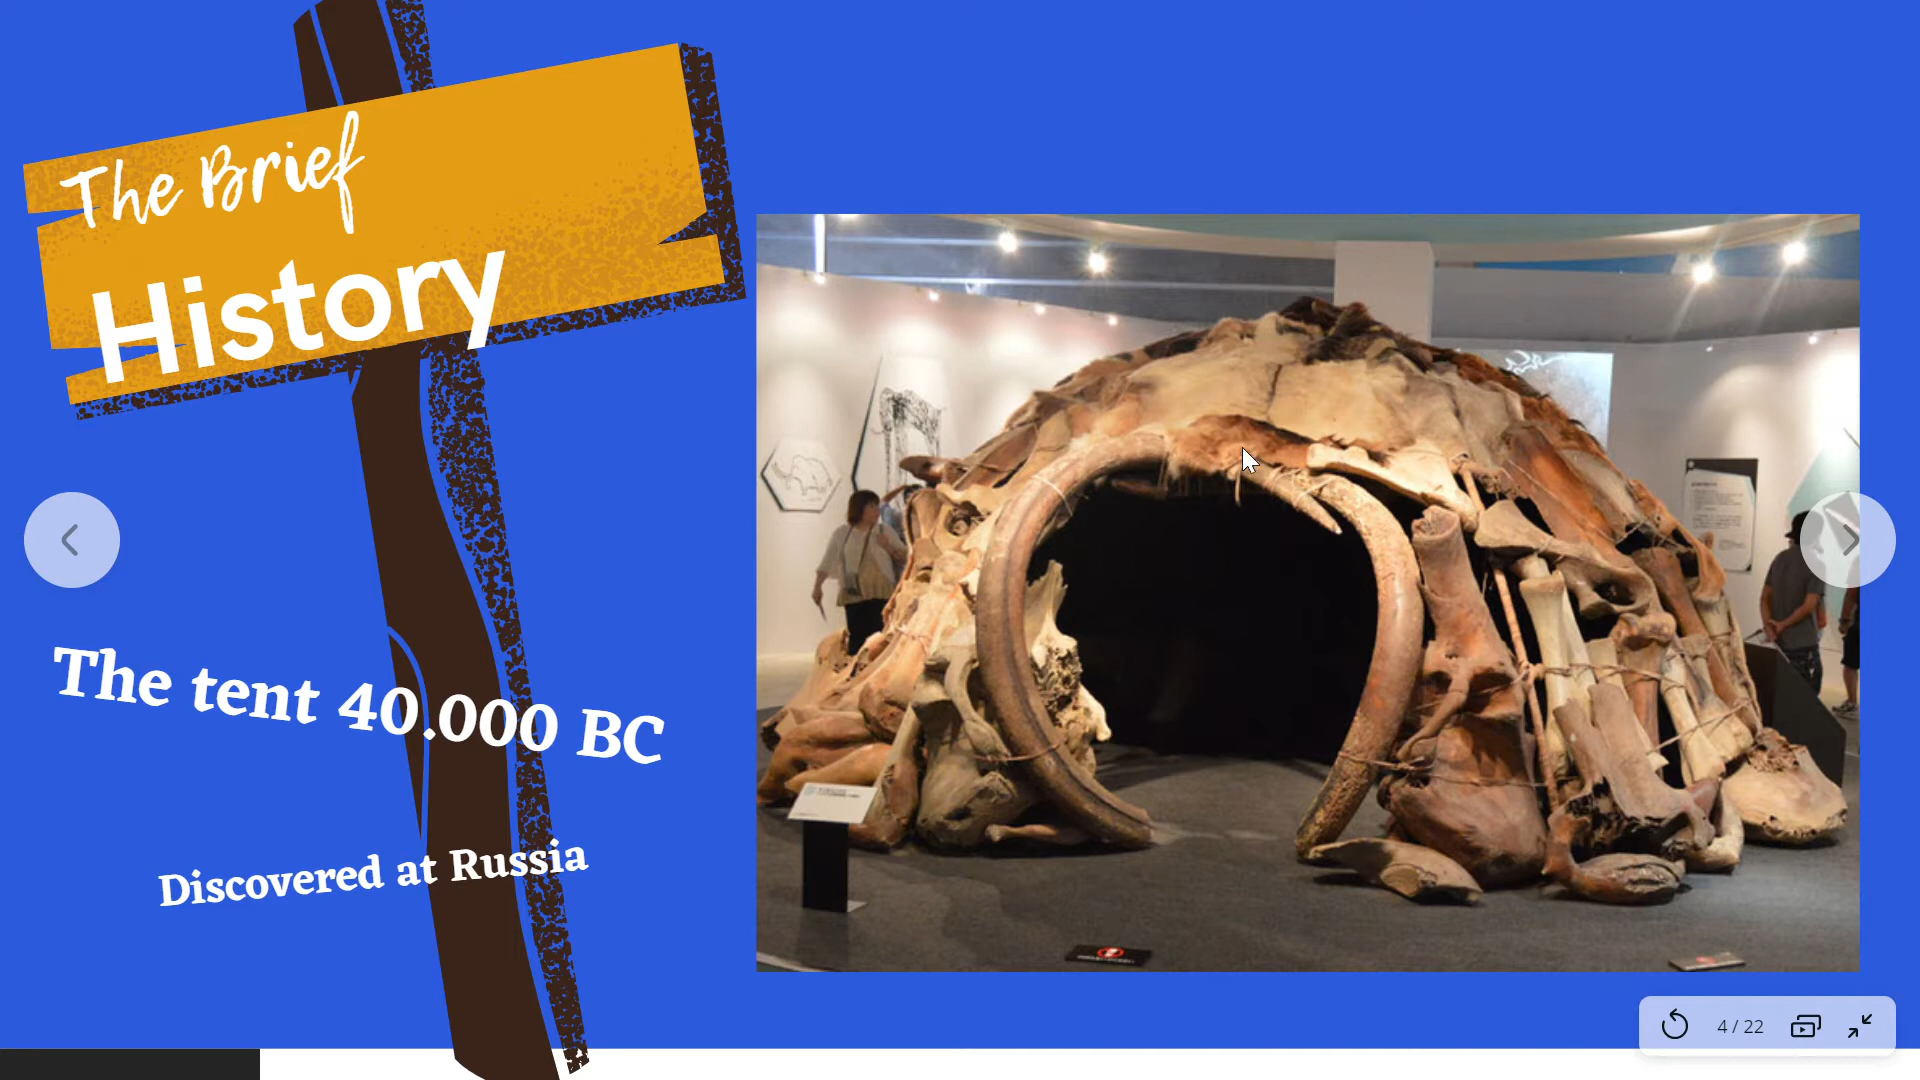 The Brief
History
The tent 40.000 BC
Discovered at Russia
4 / 22